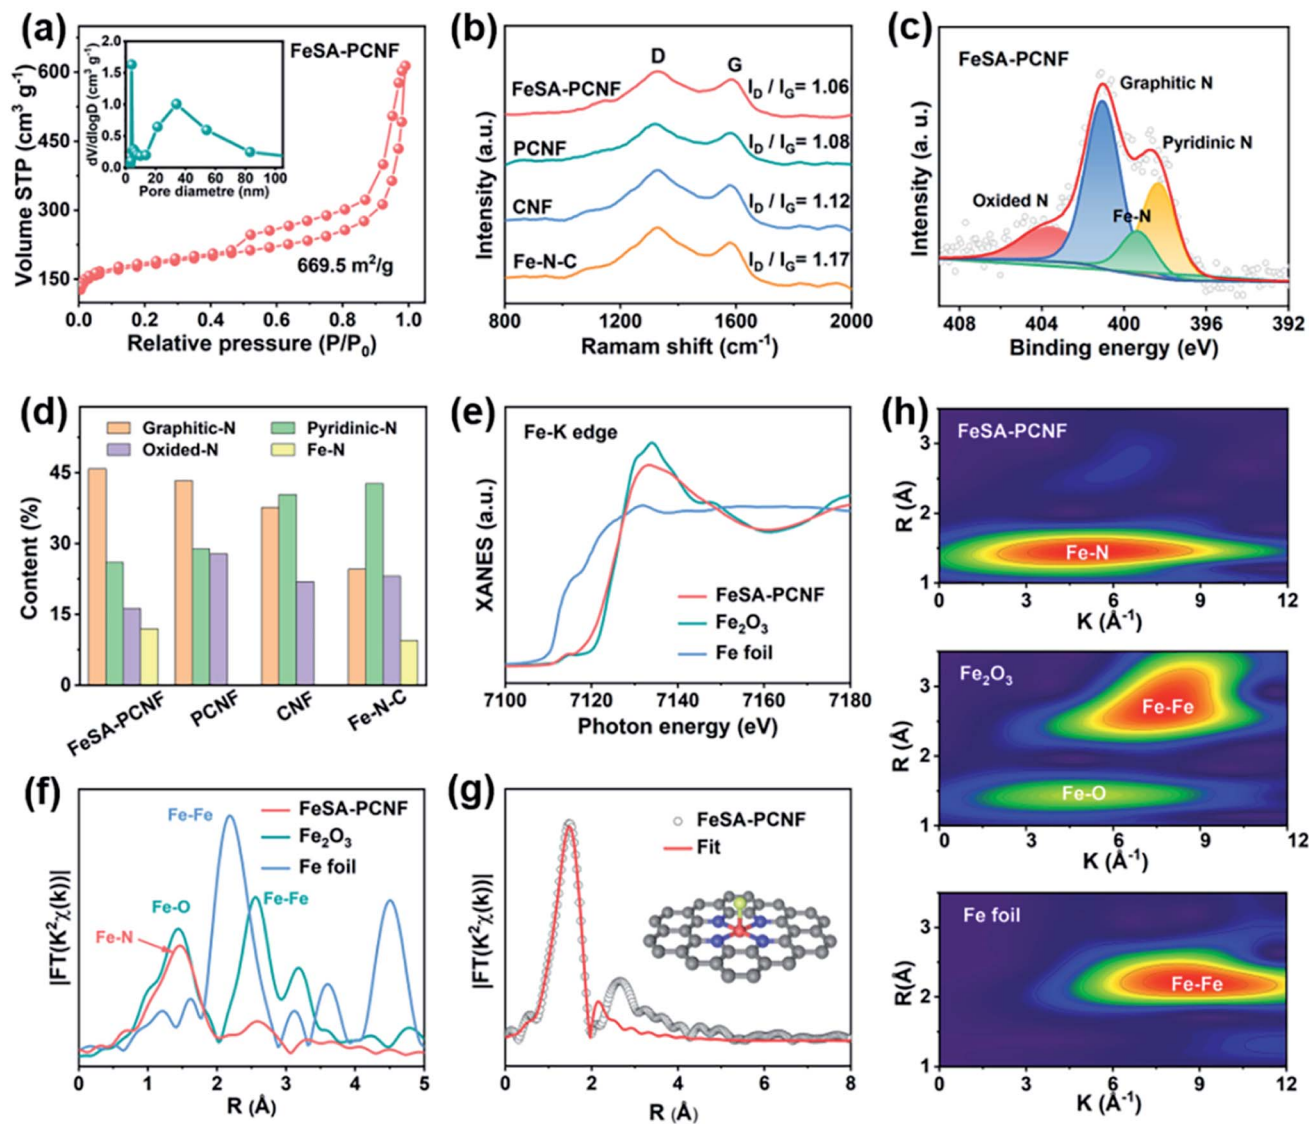 (a)
FeSA-PCNF
Volume STP (cm³ g⁻¹)
600
450
300
150
0.0 0.2 0.4 0.6 0.8 1.0
Relative pressure (P/P₀)
669.5 m²/g
dV/dlogD (cm³ g⁻¹)
2.0
1.5
1.0
0.5
0.0
0 20 40 60 80 100
Pore diametre (nm)
(b)
D G
FeSA-PCNF I_D / I_G= 1.06
PCNF I_D / I_G= 1.08
CNF I_D / I_G= 1.12
Fe-N-C I_D / I_G= 1.17
Intensity (a.u.)
800 1200 1600 2000
Ramam shift (cm⁻¹)
(c)
FeSA-PCNF
Graphitic N
Pyridinic N
Oxided N
Fe-N
Intensity (a. u.)
408 404 400 396 392
Binding energy (eV)
(d)
Graphitic-N Pyridinic-N
Oxided-N Fe-N
Content (%)
45
30
15
0
FeSA-PCNF PCNF CNF Fe-N-C
(e)
Fe-K edge
XANES (a.u.)
FeSA-PCNF
Fe₂O₃
Fe foil
7100 7120 7140 7160 7180
Photon energy (eV)
(f)
FeSA-PCNF
Fe₂O₃
Fe foil
Fe-Fe
Fe-O
Fe-Fe
Fe-N
|FT(K²χ(k))|
0 1 2 3 4 5
R (Å)
(g)
FeSA-PCNF
Fit
|FT(K²χ(k))|
0 2 4 6 8
R (Å)
(h)
FeSA-PCNF
Fe-N
R (Å)
3
2
1
0 3 6 9 12
K (Å⁻¹)
Fe₂O₃
Fe-Fe
Fe-O
R (Å)
3
2
1
0 3 6 9 12
K (Å⁻¹)
Fe foil
Fe-Fe
R(Å)
3
2
1
0 3 6 9 12
K (Å⁻¹)